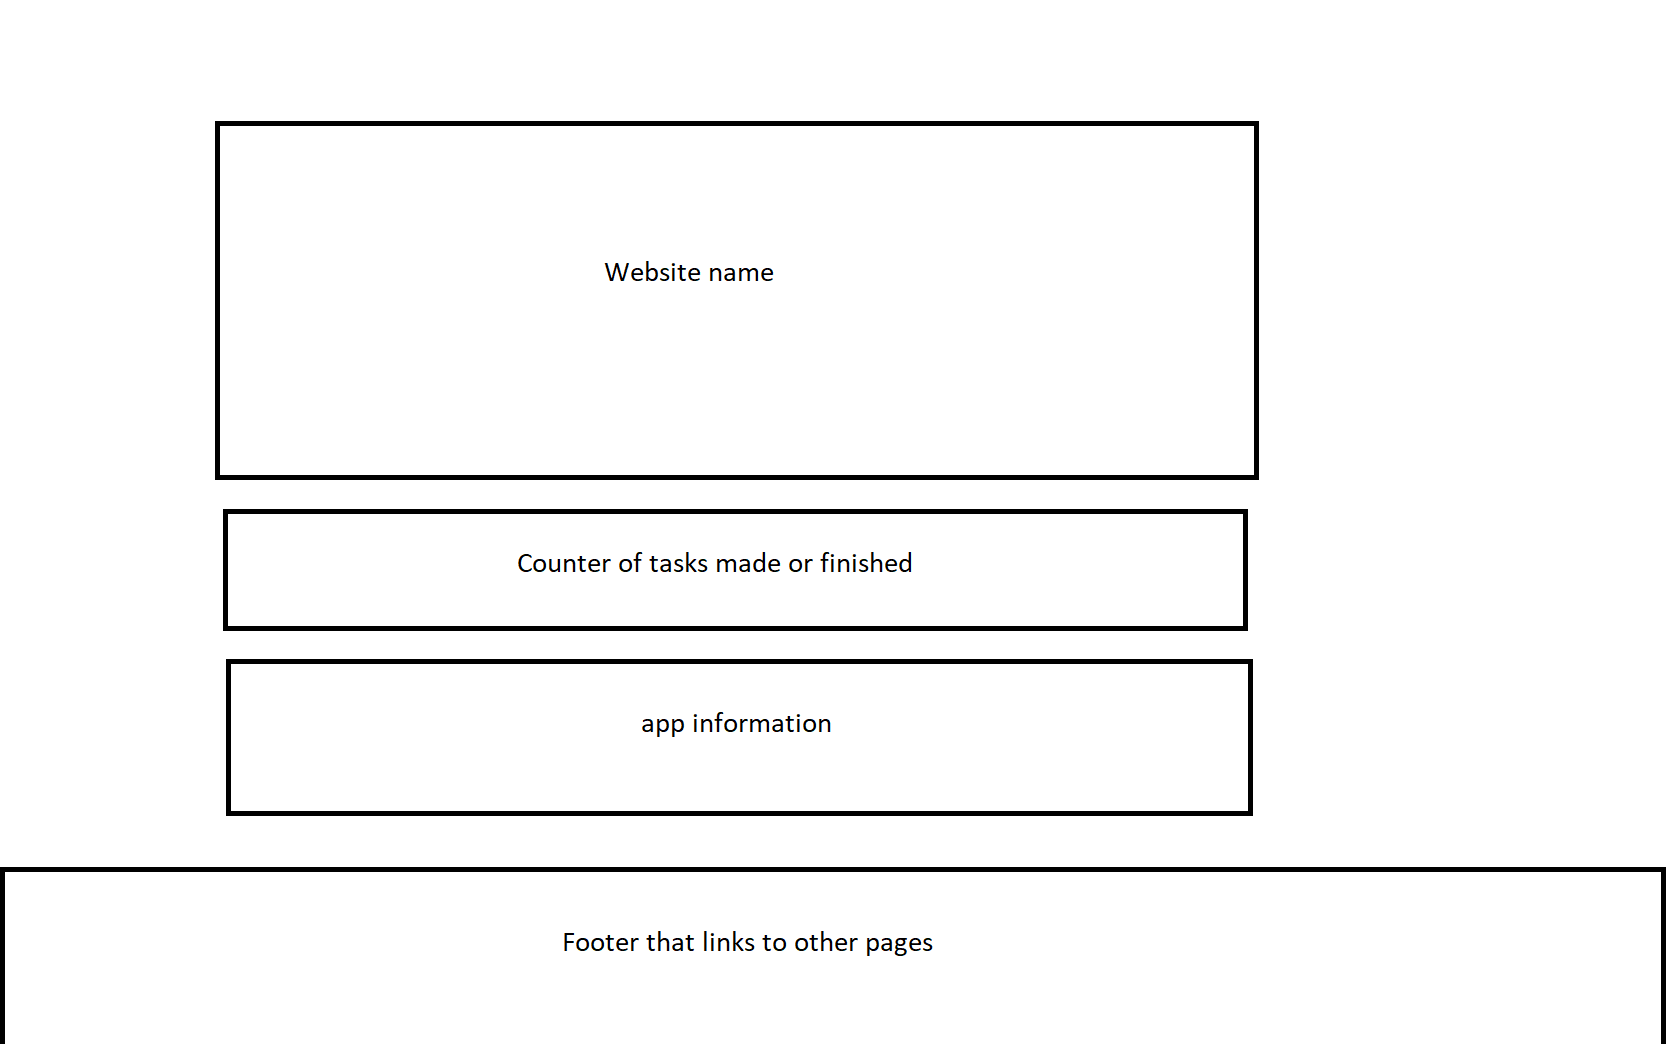 Website name
Counter of tasks made or finished
app information
Footer that links to other pages